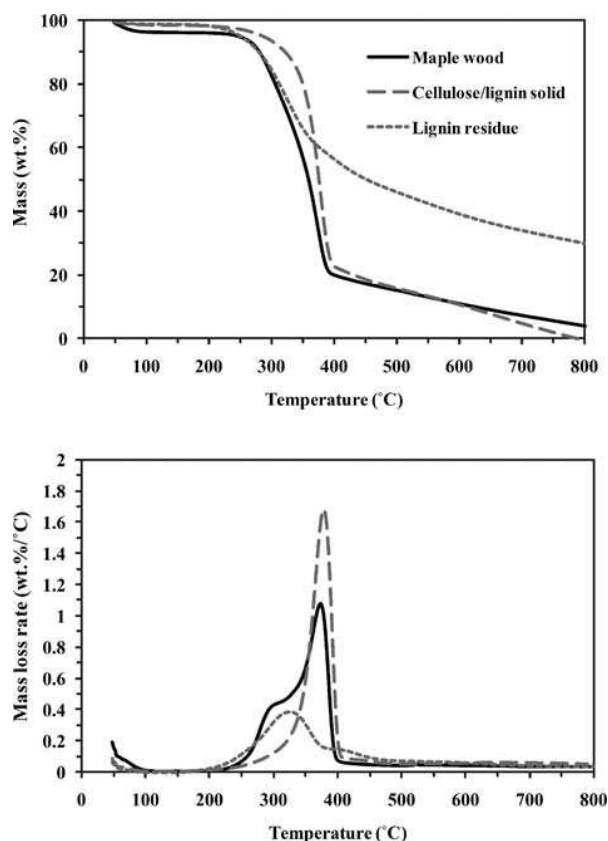 100
80
60
40
20
0
Mass (wt.%)
Maple wood
Cellulose/lignin solid
Lignin residue
0 100 200 300 400 500 600 700 800
Temperature (˚C)
2
1.8
1.6
1.4
1.2
1
0.8
0.6
0.4
0.2
0
Mass loss rate (wt.%/˚C)
0 100 200 300 400 500 600 700 800
Temperature (˚C)